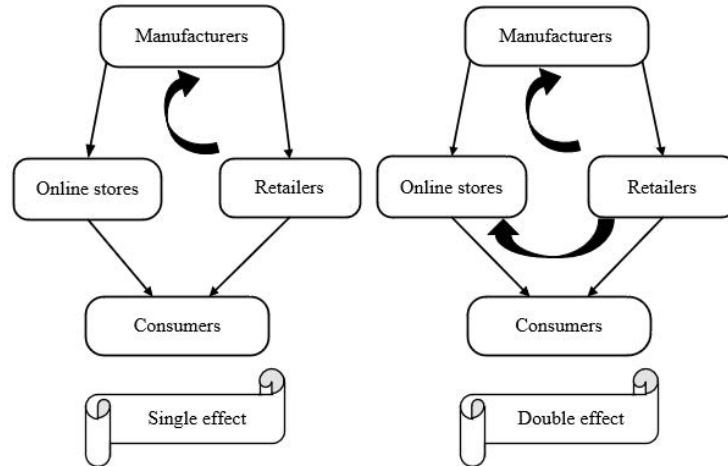 Manufacturers
Online stores
Retailers
Consumers
Single effect
Manufacturers
Online stores
Retailers
Consumers
Double effect